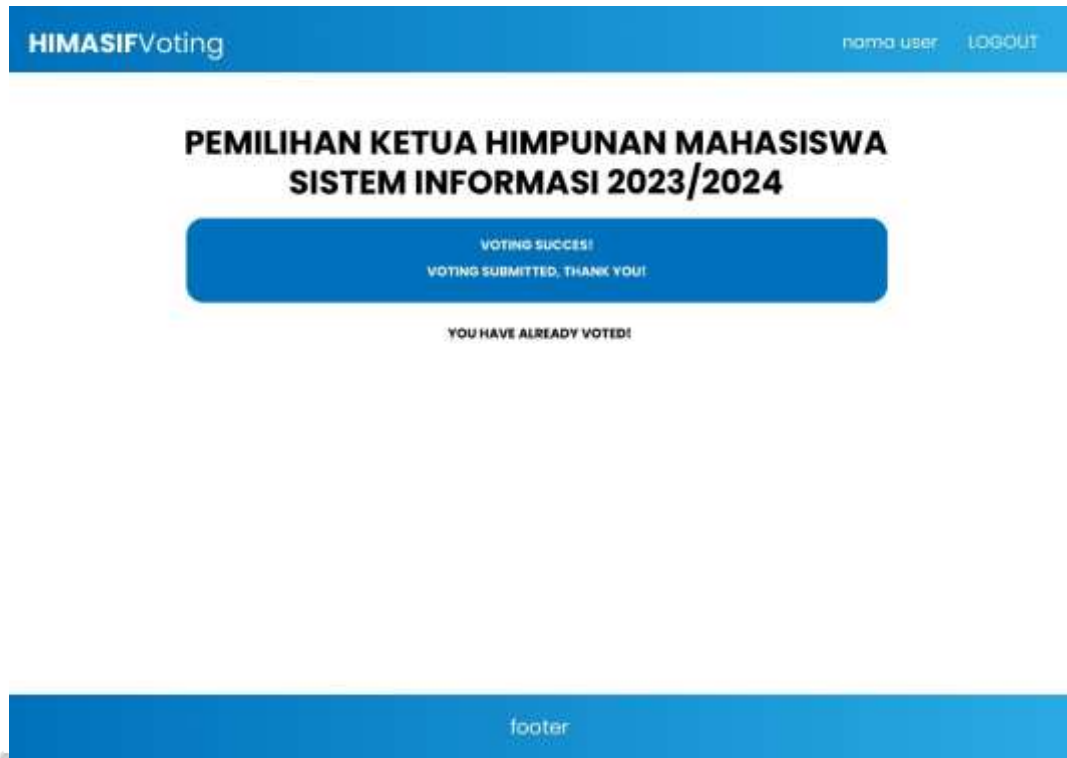 HIMASIFVoting
nama user LOGOUT
PEMILIHAN KETUA HIMPUNAN MAHASISWA
SISTEM INFORMASI 2023/2024
VOTING SUCCES!
VOTING SUBMITTED, THANK YOU!
YOU HAVE ALREADY VOTED!
footer